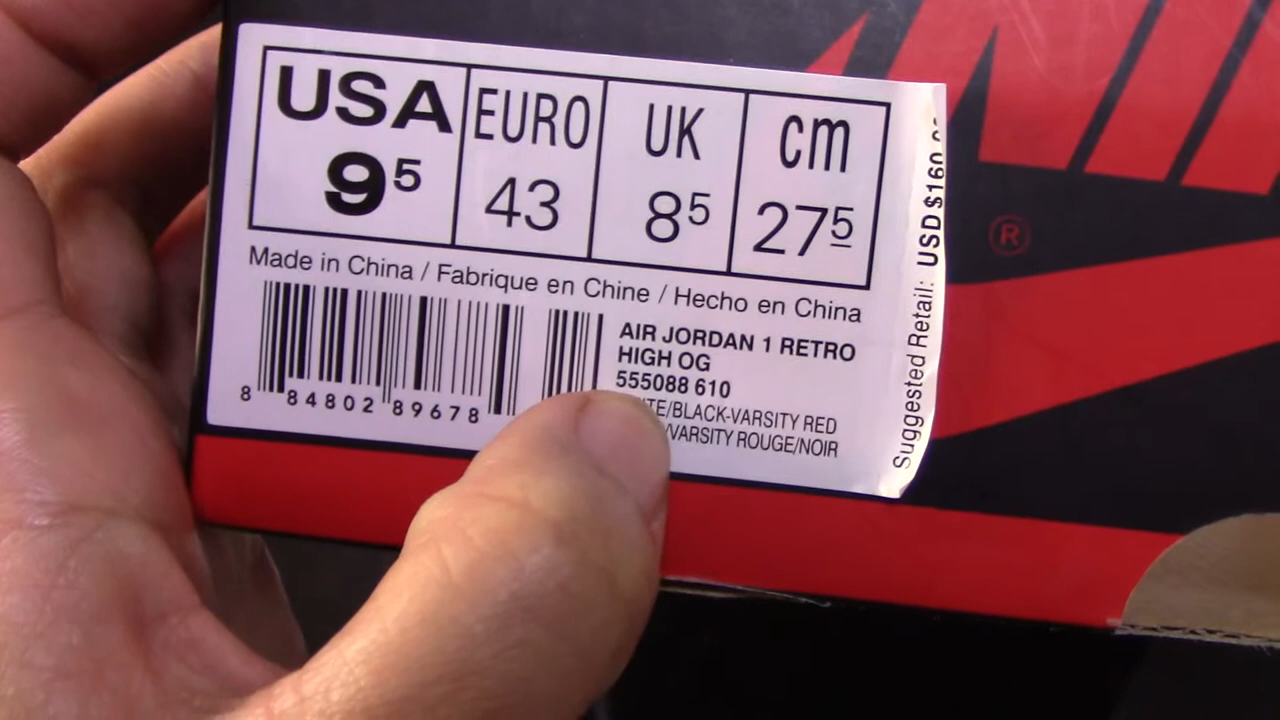 USA EURO UK cm
9⁵ 43 8⁵ 27⁵
Made in China / Fabrique en Chine / Hecho en China
AIR JORDAN 1 RETRO
HIGH OG
555088 610
/BLACK-VARSITY RED
/VARSITY ROUGE/NOIR
8 84802 89678
Suggested Retail: USD $160
®